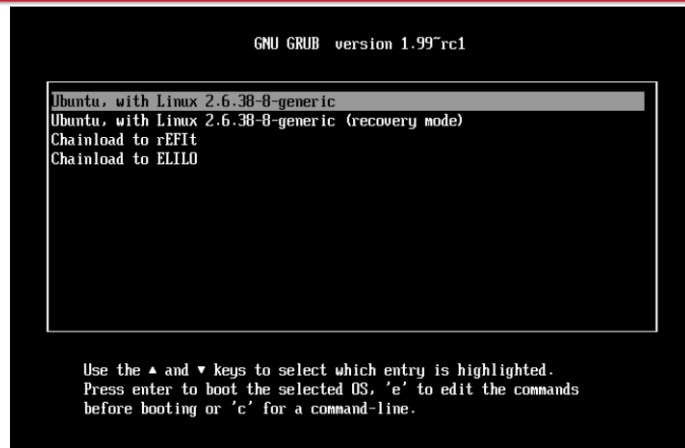 GNU GRUB version 1.99~rc1
Ubuntu, with Linux 2.6.38-8-generic
Ubuntu, with Linux 2.6.38-8-generic (recovery mode)
Chainload to rEFIt
Chainload to ELILO
Use the ▲ and ▼ keys to select which entry is highlighted.
Press enter to boot the selected OS, 'e' to edit the commands
before booting or 'c' for a command-line.